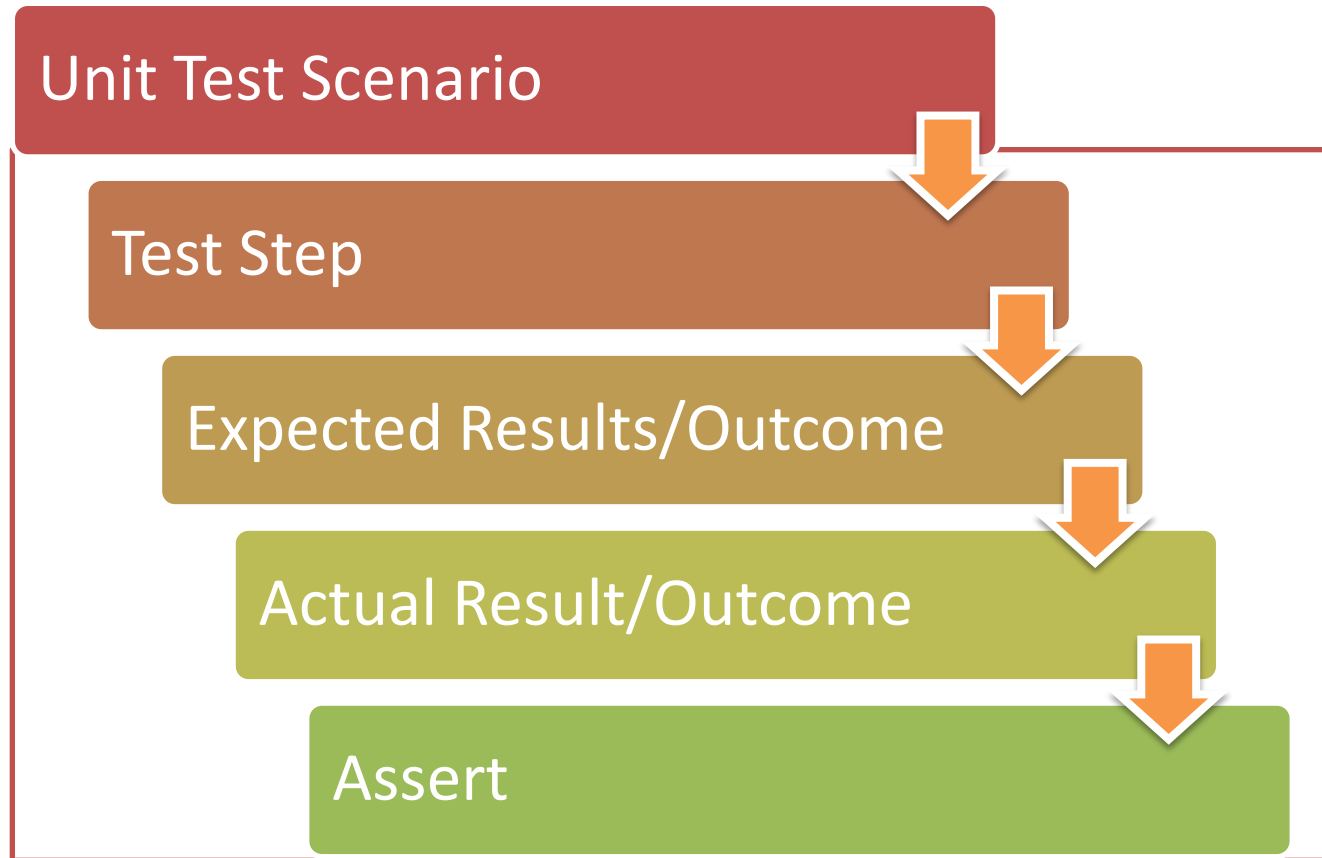 Unit Test Scenario
Test Step
Expected Results/Outcome
Actual Result/Outcome
Assert